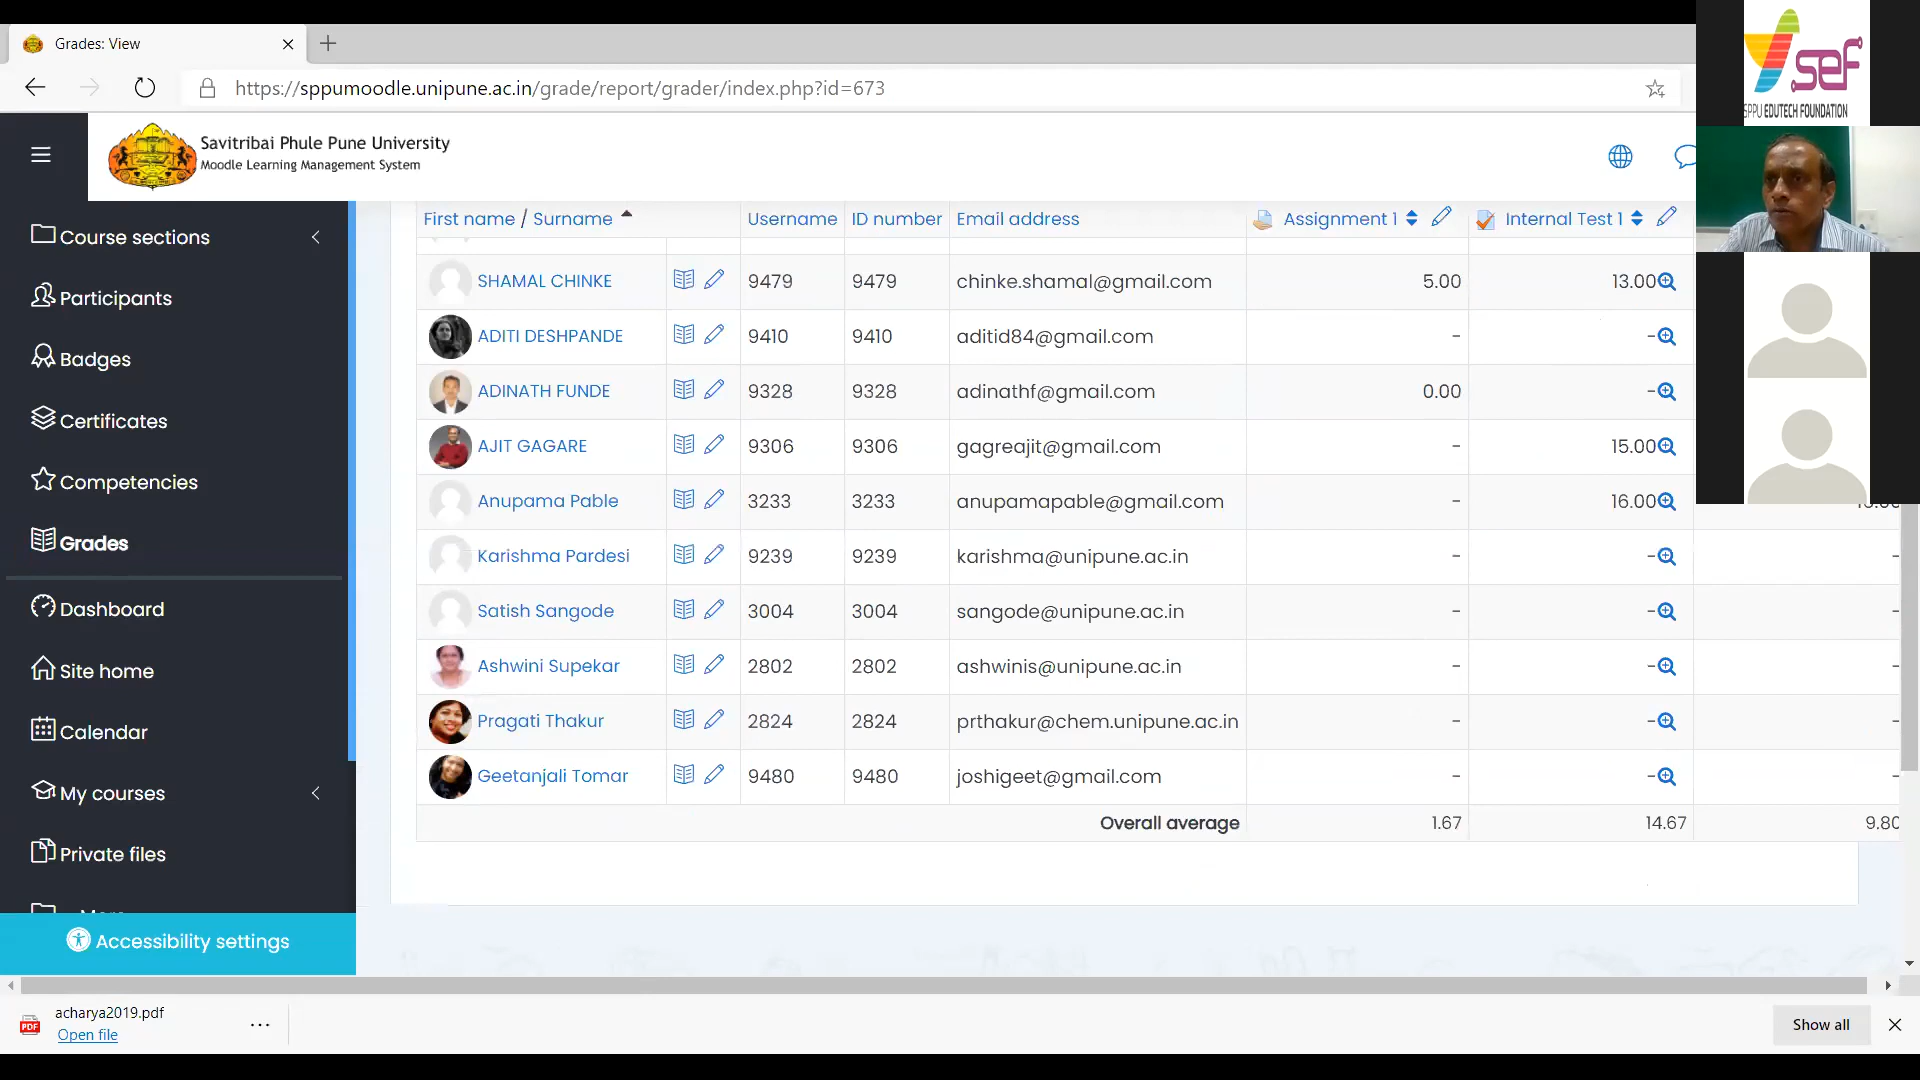 Grades: View
https://sppumoodle.unipune.ac.in/grade/report/grader/index.php?id=673
sef
SPPU EDUTECH FOUNDATION
Savitribai Phule Pune University
Moodle Learning Management System
Course sections
Participants
Badges
Certificates
Competencies
Grades
Dashboard
Site home
Calendar
My courses
Private files
Accessibility settings
First name / Surname Username ID number Email address Assignment 1 Internal Test 1
SHAMAL CHINKE 9479 9479 chinke.shamal@gmail.com 5.00 13.00
ADITI DESHPANDE 9410 9410 aditid84@gmail.com - -
ADINATH FUNDE 9328 9328 adinathf@gmail.com 0.00 -
AJIT GAGARE 9306 9306 gagreajit@gmail.com - 15.00
Anupama Pable 3233 3233 anupamapable@gmail.com - 16.00
Karishma Pardesi 9239 9239 karishma@unipune.ac.in - - -
Satish Sangode 3004 3004 sangode@unipune.ac.in - - -
Ashwini Supekar 2802 2802 ashwinis@unipune.ac.in - - -
Pragati Thakur 2824 2824 prthakur@chem.unipune.ac.in - - -
Geetanjali Tomar 9480 9480 joshigeet@gmail.com - - -
Overall average 1.67 14.67 9.80
acharya2019.pdf
Open file
PDF
Show all